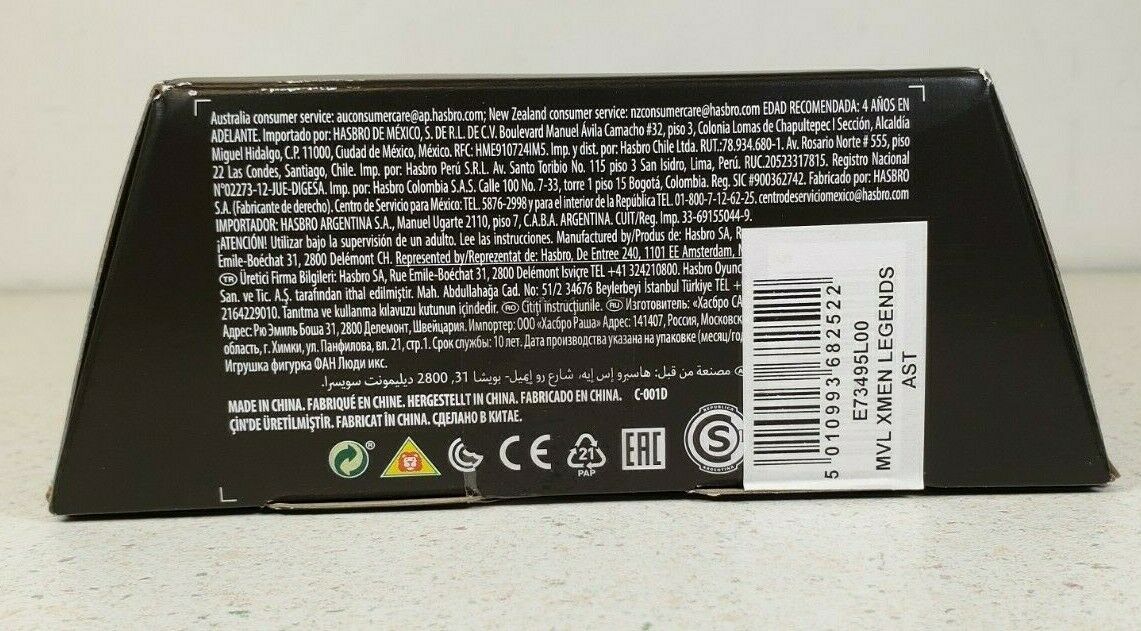 Australia consumer service: auconsumercare@ap.hasbro.com; New Zealand consumer service: nzconsumercare@hasbro.com EDAD RECOMENDADA: 4 AÑOS EN
ADELANTE. Importado por: HASBRO DE MÉXICO, S. DE R.L. DE C.V. Boulevard Manuel Ávila Camacho #32, piso 3, Colonia Lomas de Chapultepec I Sección, Alcaldía
Miguel Hidalgo, C.P. 11000, Ciudad de México, México. RFC: HME910724IM5. Imp. y dist. por: Hasbro Chile Ltda. RUT.:78.934.680-1. Av. Rosario Norte # 555, piso
22 Las Condes, Santiago, Chile. Imp. por: Hasbro Perú S.R.L. Av. Santo Toribio No. 115 piso 3 San Isidro, Lima, Perú. RUC.20523317815. Registro Nacional
N°02273-12-JUE-DIGESA. Imp. por: Hasbro Colombia S.A.S. Calle 100 No. 7-33, torre 1 piso 15 Bogotá, Colombia. Reg. SIC #900362742. Fabricado por: HASBRO
S.A. (Fabricante de derecho). Centro de Servicio para México: TEL. 5876-2998 y para el interior de la República TEL. 01-800-7-12-62-25. centrodeserviciomexico@hasbro.com
IMPORTADOR: HASBRO ARGENTINA S.A., Manuel Ugarte 2110, piso 7, C.A.B.A. ARGENTINA. CUIT/Reg. Imp. 33-69155044-9.
¡ATENCIÓN! Utilizar bajo la supervisión de un adulto. Lee las instrucciones. Manufactured by/Produs de: Hasbro SA, R
Emile-Boéchat 31, 2800 Delémont CH. Represented by/Reprezentat de: Hasbro, De Entree 240, 1101 EE Amsterdam, N
TR Üretici Firma Bilgileri: Hasbro SA, Rue Emile-Boéchat 31, 2800 Delémont İsviçre TEL +41 324210800. Hasbro Oyunc
San. ve Tic. A.Ş. tarafından ithal edilmiştir. Mah. Abdullahağa Cad. No: 51/2 34676 Beylerbeyi İstanbul Türkiye TEL +
2164229010. Tanıtma ve kullanma kılavuzu kutunun içindedir. RO Citiți instrucțiunile. RU Изготовитель: «Хасбро СА
Адрес: Рю Эмиль Боша 31, 2800 Делемонт, Швейцария. Импортер: ООО «Хасбро Раша» Адрес: 141407, Россия, Московск
область, г. Химки, ул. Панфилова, вл. 21, стр.1. Срок службы: 10 лет. Дата производства указана на упаковке (месяц/го
Игрушка фигурка ФАН Люди икс.
مصنعة من قبل: هاسبرو إس إيه، شارع رو إيميل- بويشا 31، 2800 ديليمونت سويسرا.
MADE IN CHINA. FABRIQUÉ EN CHINE. HERGESTELLT IN CHINA. FABRICADO EN CHINA. C-001D
ÇİN'DE ÜRETİLMİŞTİR. FABRICAT ÎN CHINA. СДЕЛАНО В КИТАЕ.
CE
21
PAP
EAC
REPUBLICA
S
ARGENTINA
5 010993 682522
E73495L00
MVL XMEN LEGENDS
AST